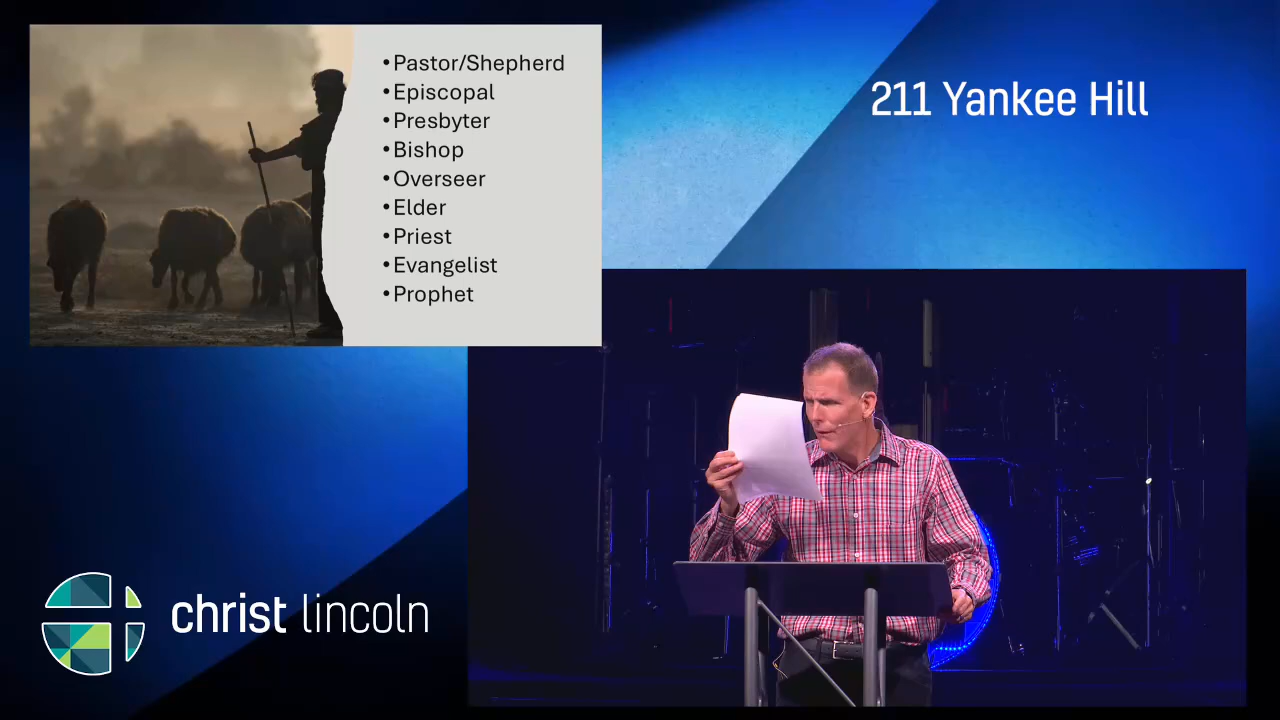 • Pastor/Shepherd
• Episcopal
• Presbyter
• Bishop
• Overseer
• Elder
• Priest
• Evangelist
• Prophet
211 Yankee Hill
christ lincoln